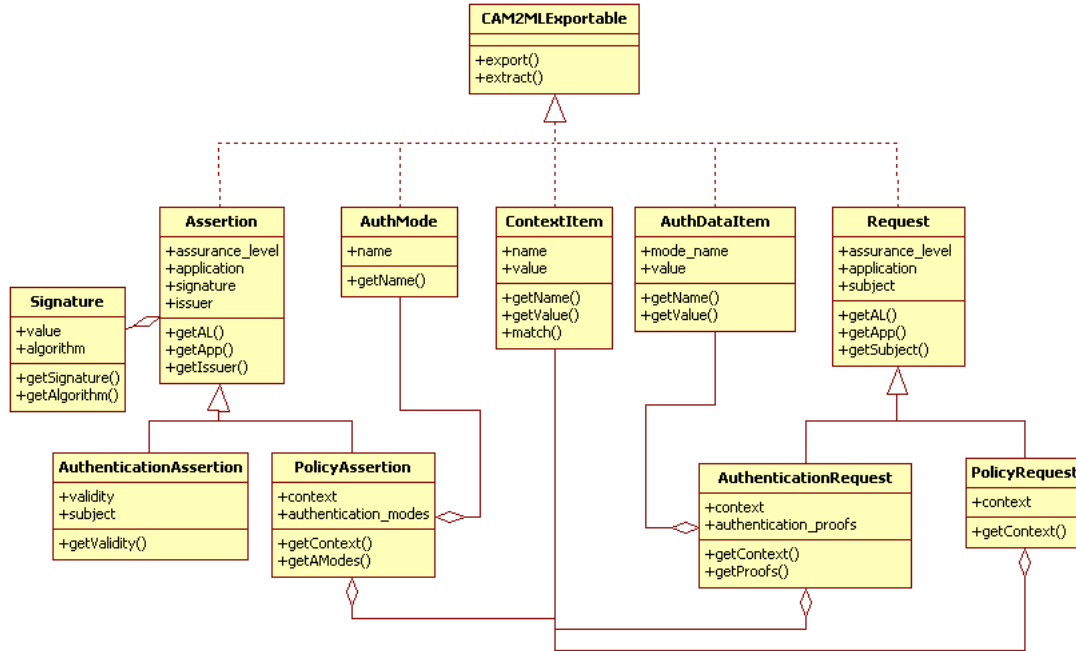 CAM2MLExportable
+export()
+extract()
Assertion
+assurance_level
+application
+signature
+issuer
+getAL()
+getApp()
+getIssuer()
AuthMode
+name
+getName()
ContextItem
+name
+value
+getName()
+getValue()
+match()
AuthDataItem
+mode_name
+value
+getName()
+getValue()
Request
+assurance_level
+application
+subject
+getAL()
+getApp()
+getSubject()
Signature
+value
+algorithm
+getSignature()
+getAlgorithm()
AuthenticationAssertion
+validity
+subject
+getValidity()
PolicyAssertion
+context
+authentication_modes
+getContext()
+getAModes()
AuthenticationRequest
+context
+authentication_proofs
+getContext()
+getProofs()
PolicyRequest
+context
+getContext()